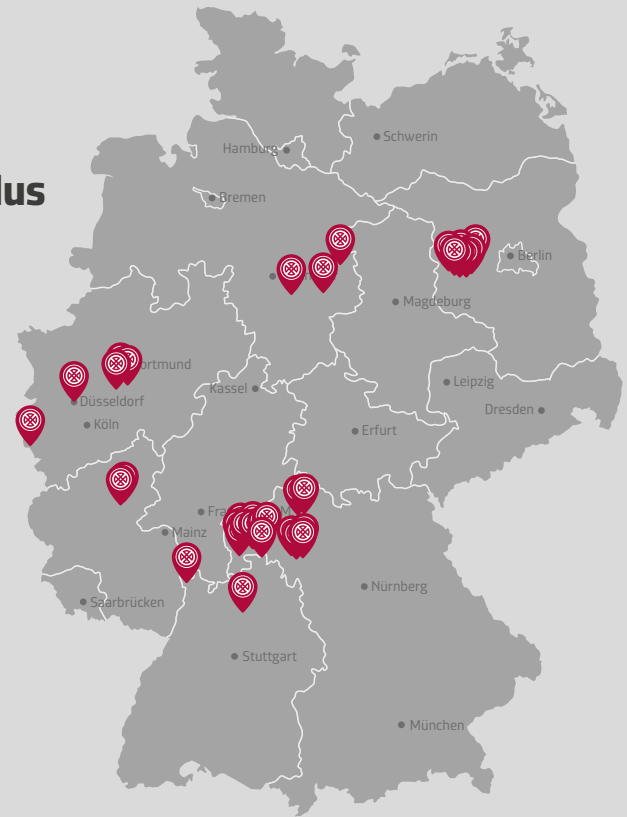 Schwerin
Hamburg
lus
Bremen
Berlin
Magdeburg
ortmund
Leipzig
Kassel
Düsseldorf
Dresden
Köln
Erfurt
Fra
M
Mainz
Nürnberg
Saarbrücken
Stuttgart
München